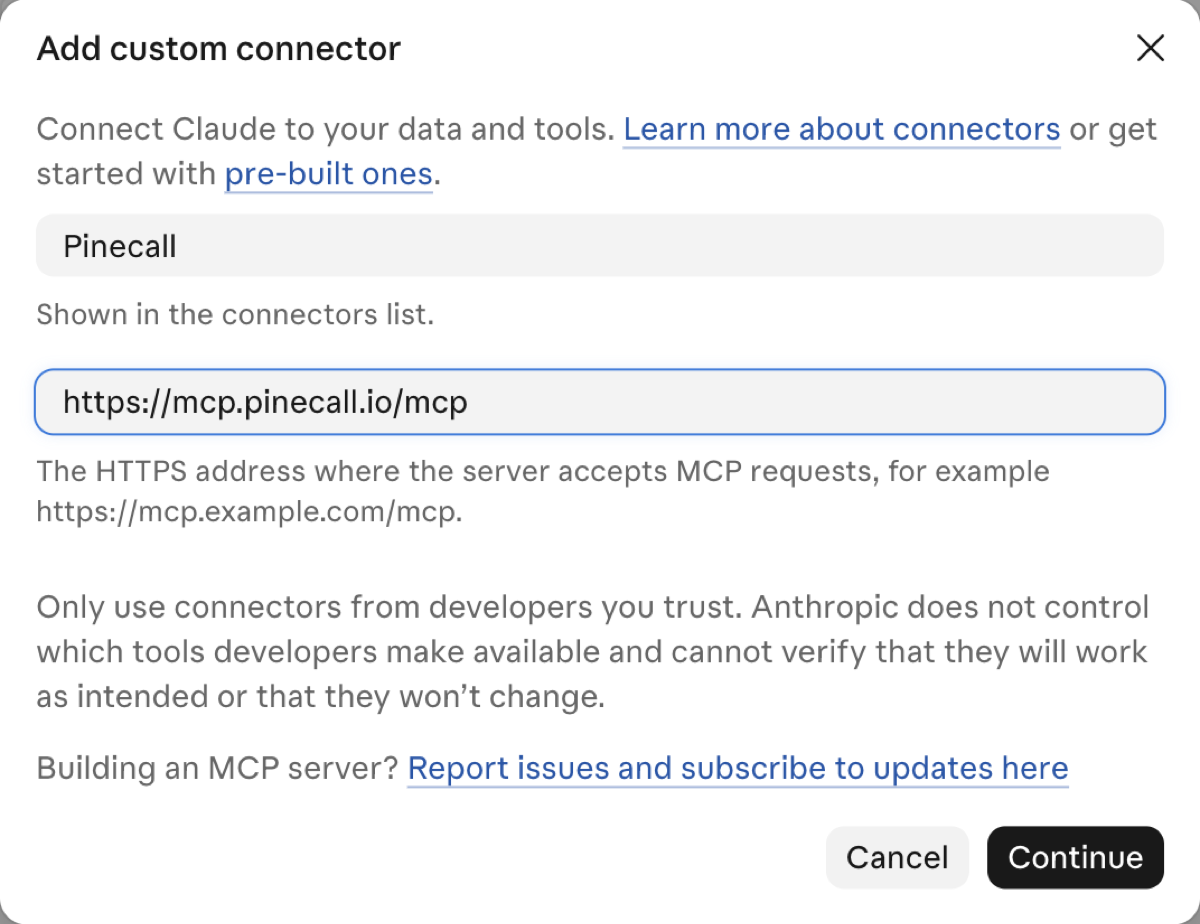 Add custom connector
Connect Claude to your data and tools. Learn more about connectors or get
started with pre-built ones.
Pinecall
Shown in the connectors list.
https://mcp.pinecall.io/mcp
The HTTPS address where the server accepts MCP requests, for example
https://mcp.example.com/mcp.
Only use connectors from developers you trust. Anthropic does not control
which tools developers make available and cannot verify that they will work
as intended or that they won’t change.
Building an MCP server? Report issues and subscribe to updates here
Cancel Continue